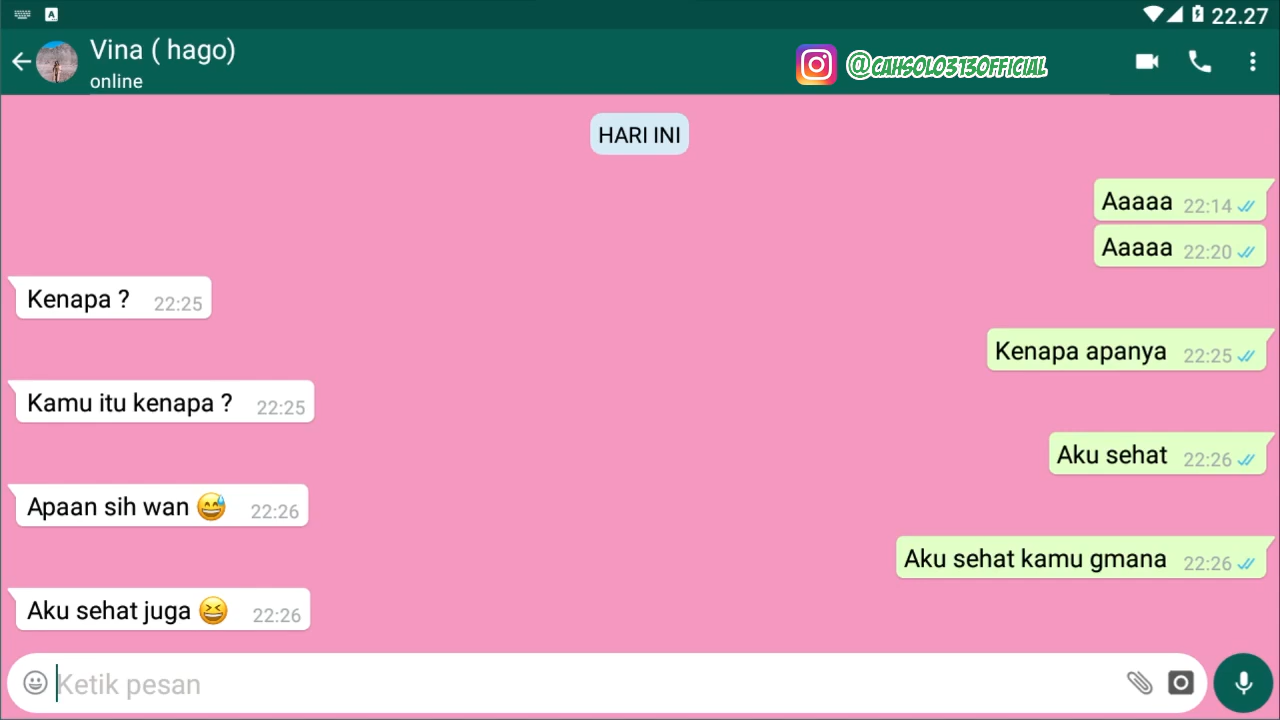 22.27
Vina ( hago)
online
@CAHSOLO313OFFICIAL
HARI INI
Aaaaa 22:14
Aaaaa 22:20
Kenapa ? 22:25
Kenapa apanya 22:25
Kamu itu kenapa ? 22:25
Aku sehat 22:26
Apaan sih wan 😅 22:26
Aku sehat kamu gmana 22:26
Aku sehat juga 😆 22:26
Ketik pesan